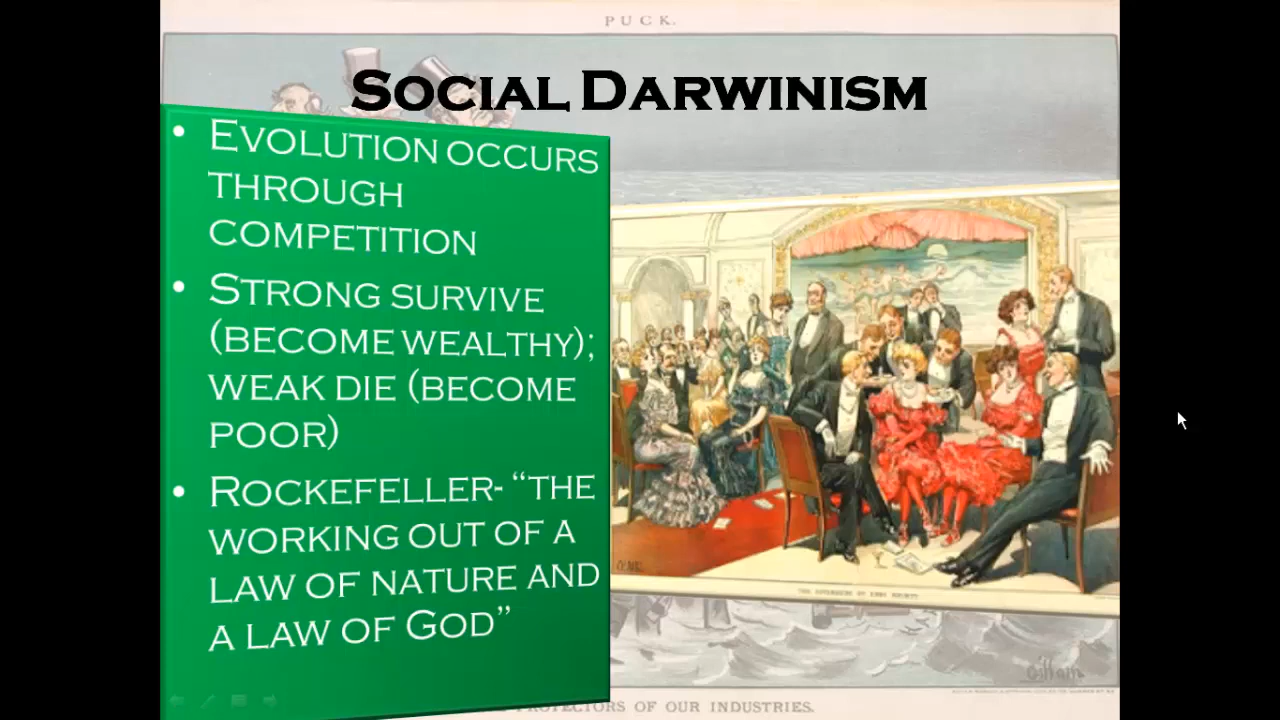 PUCK.
SOCIAL DARWINISM
• EVOLUTION OCCURS
THROUGH
COMPETITION
• STRONG SURVIVE
(BECOME WEALTHY);
WEAK DIE (BECOME
POOR)
• ROCKEFELLER- “THE
WORKING OUT OF A
LAW OF NATURE AND
A LAW OF GOD”
Gillam
PROTECTORS OF OUR INDUSTRIES.